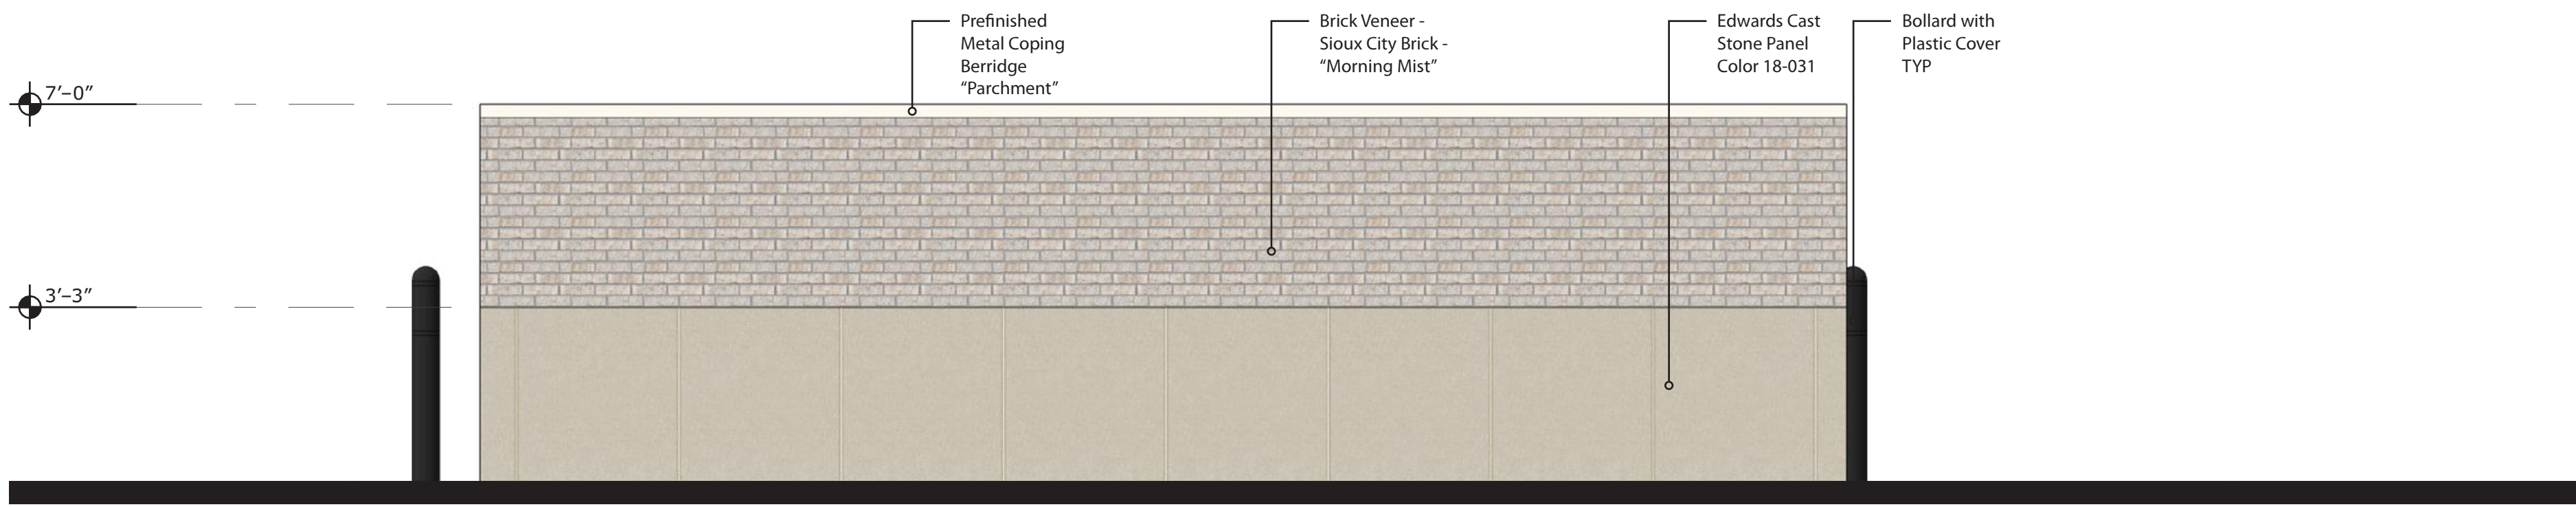 Prefinished
Metal Coping
Berridge
“Parchment”
Brick Veneer -
Sioux City Brick -
“Morning Mist”
Edwards Cast
Stone Panel
Color 18-031
Bollard with
Plastic Cover
TYP
7’–0”
3’–3”